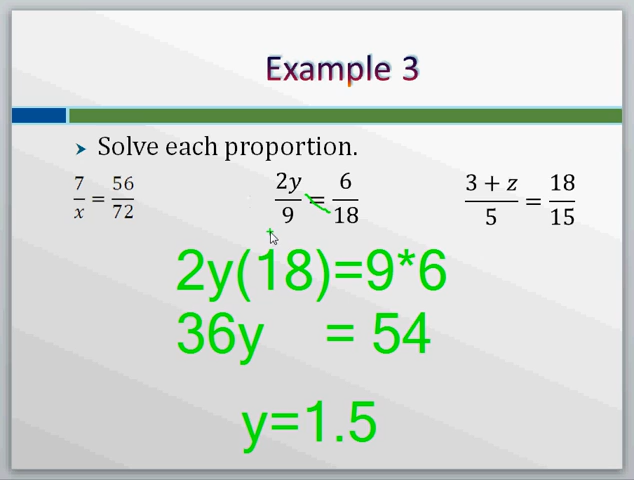 Example 3
Solve each proportion.
7/x = 56/72
2y/9 = 6/18
3 + z/5 = 18/15
2y(18)=9*6
36y = 54
y=1.5